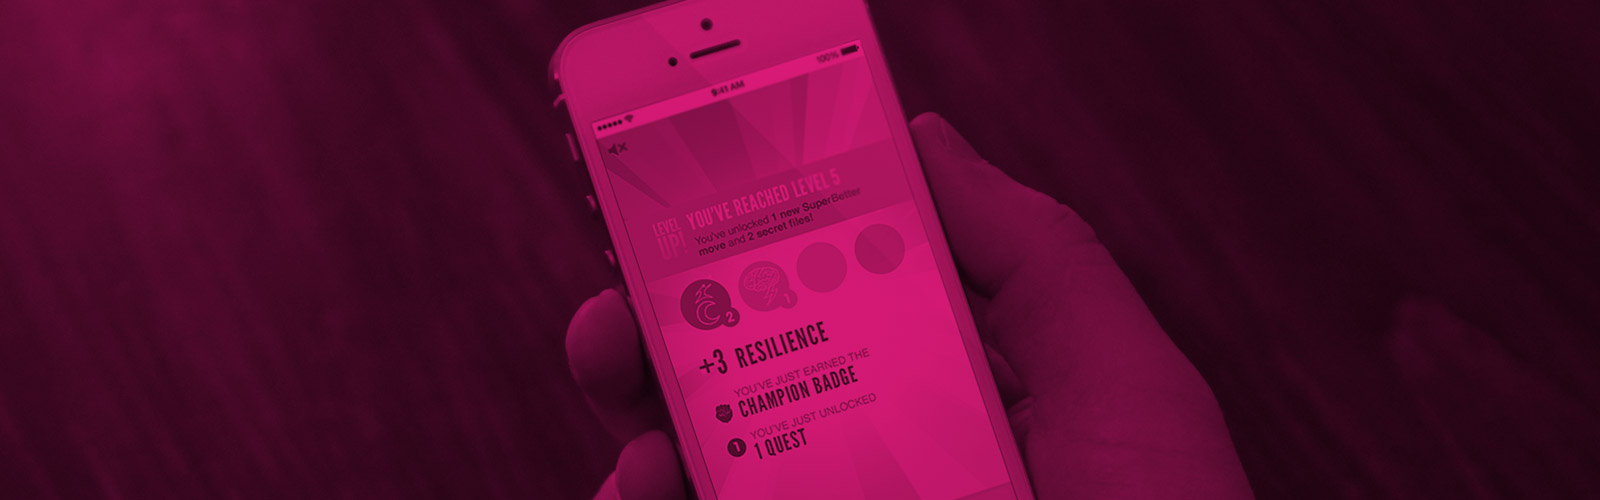 9:41 AM
100%
LEVEL UP!
YOU'VE REACHED LEVEL 5
You've unlocked 1 new SuperBetter
move and 2 secret files!
2
1
+3 RESILIENCE
YOU'VE JUST EARNED THE
CHAMPION BADGE
YOU'VE JUST UNLOCKED
1
1 QUEST